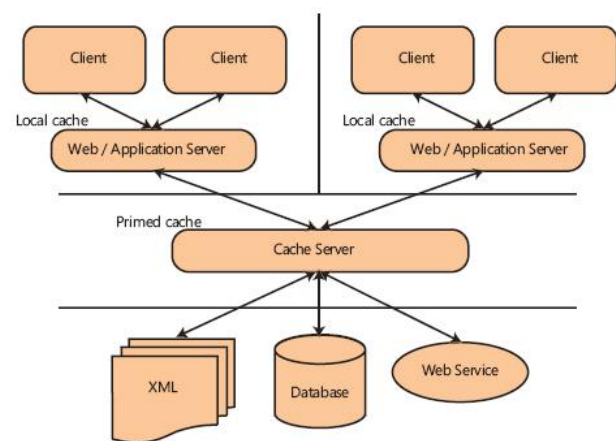 Client
Client
Client
Client
Local cache
Local cache
Web / Application Server
Web / Application Server
Primed cache
Cache Server
XML
Database
Web Service